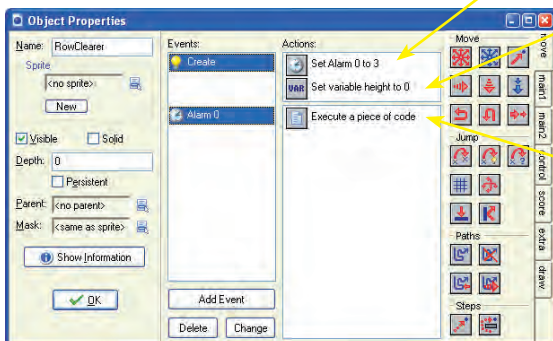 Object Properties
Name: RowClearer
Sprite
<no sprite>
New
Visible
Solid
Depth: 0
Persistent
Parent: <no parent>
Mask: <same as sprite>
Show Information
OK
Events:
Create
Alarm 0
Add Event
Delete
Change
Actions:
Set Alarm 0 to 3
VAR Set variable height to 0
Execute a piece of code
Move
Jump
Paths
Steps
move
main1
main2
control
score
extra
draw